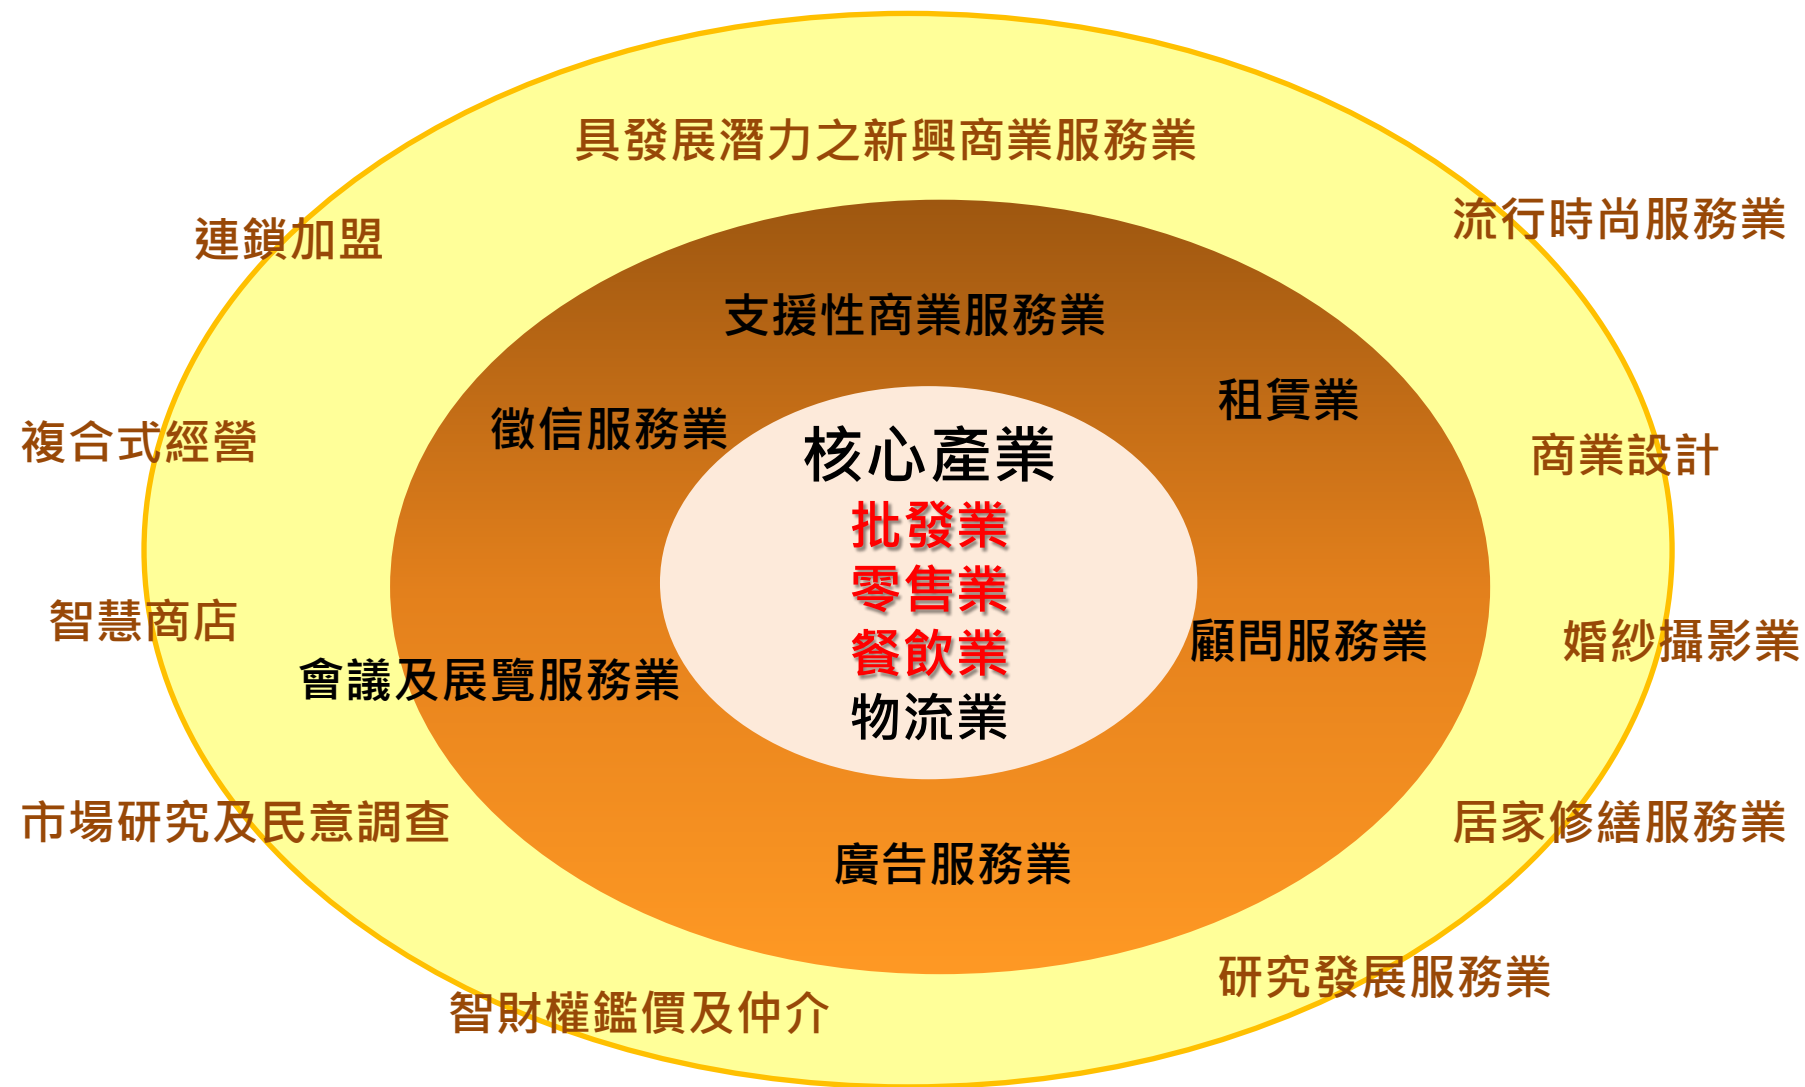 具發展潛力之新興商業服務業
流行時尚服務業
連鎖加盟
支援性商業服務業
租賃業
徵信服務業
複合式經營
核心產業
商業設計
批發業
零售業
智慧商店
餐飲業
顧問服務業
婚紗攝影業
會議及展覽服務業
物流業
市場研究及民意調查
居家修繕服務業
廣告服務業
研究發展服務業
智財權鑑價及仲介